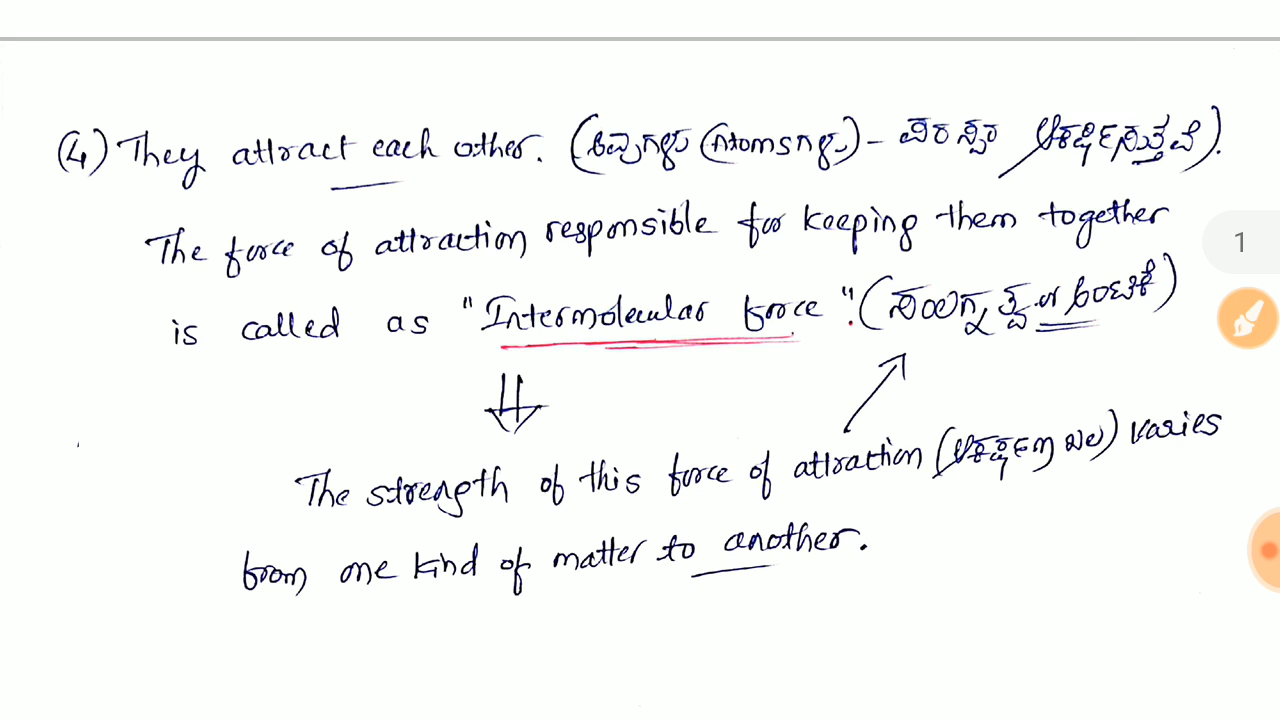 (4) They attract each other. (ಕಣಗಳು (Atomsಗಳು) - ಪರಸ್ಪರ ಆಕರ್ಷಿಸುತ್ತವೆ).
The force of attraction responsible for keeping them together
is called as "Intermolecular force". (
1
The strength of this force of attraction (ಆಕರ್ಷಣ ಬಲ) varies
from one kind of matter to another.